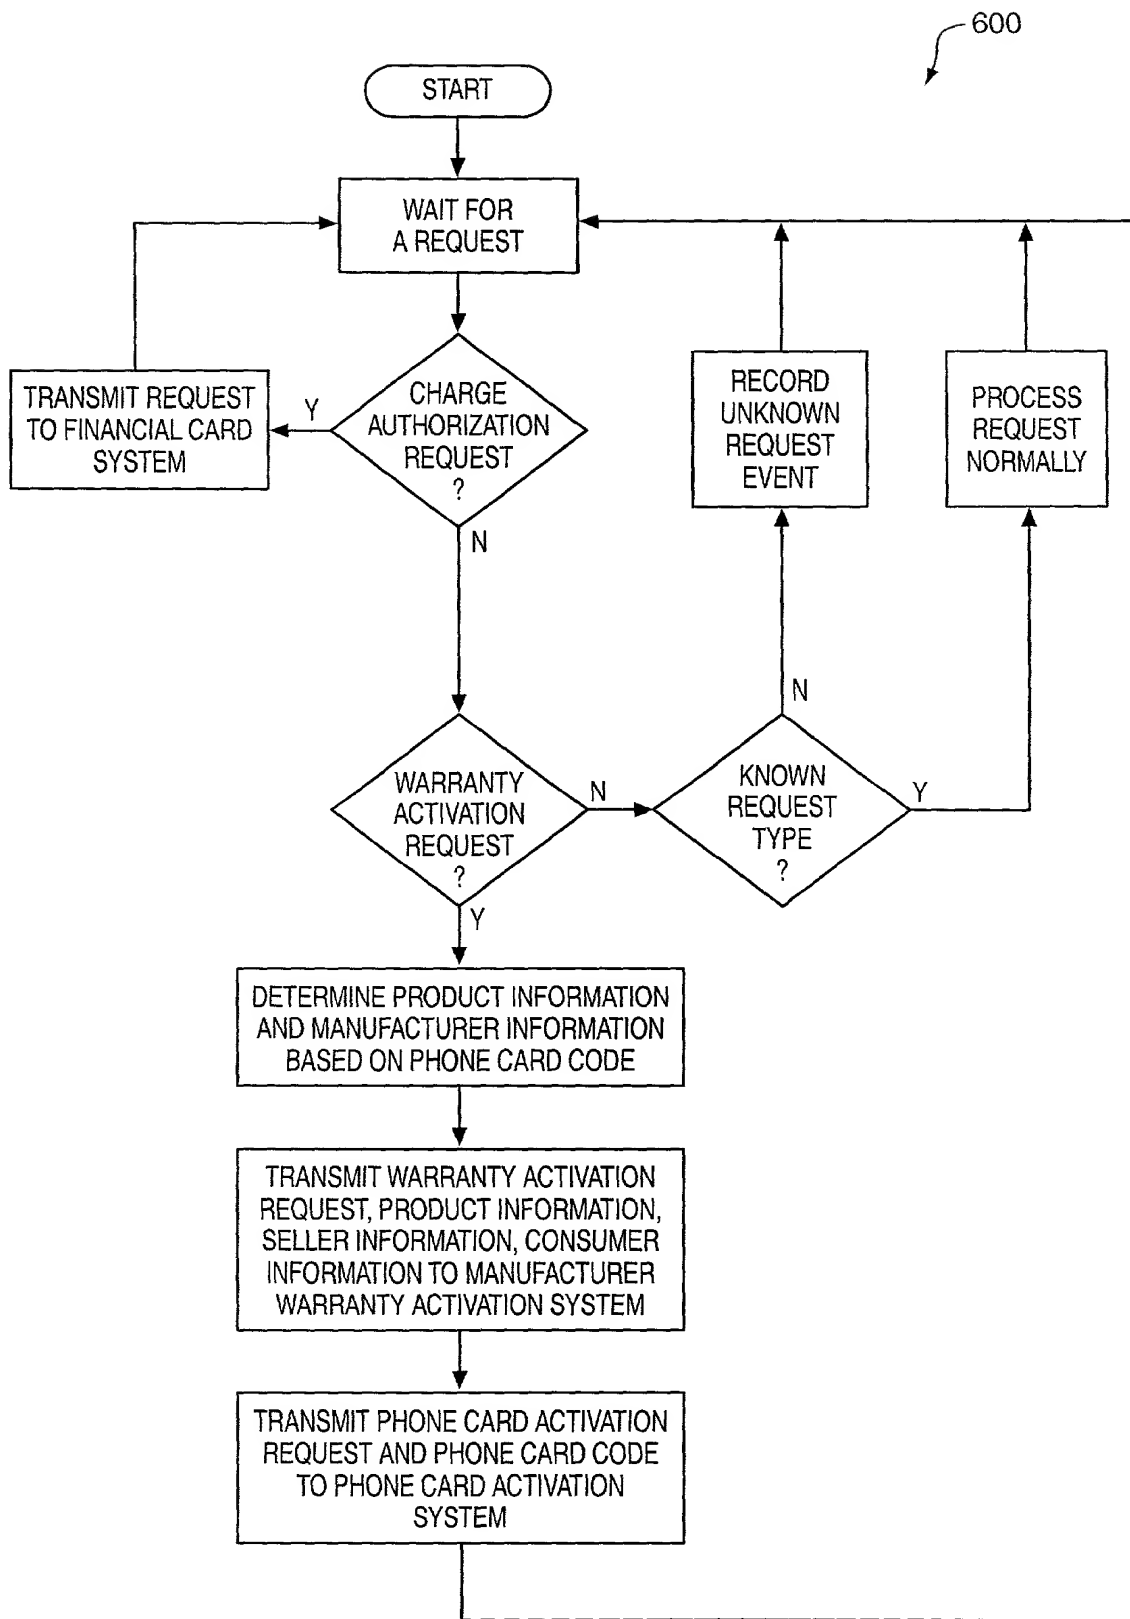 600
START
WAIT FOR
A REQUEST
TRANSMIT REQUEST
TO FINANCIAL CARD
SYSTEM
Y
CHARGE
AUTHORIZATION
REQUEST
?
N
RECORD
UNKNOWN
REQUEST
EVENT
PROCESS
REQUEST
NORMALLY
WARRANTY
ACTIVATION
REQUEST
?
N
Y
KNOWN
REQUEST
TYPE
?
N
Y
DETERMINE PRODUCT INFORMATION
AND MANUFACTURER INFORMATION
BASED ON PHONE CARD CODE
TRANSMIT WARRANTY ACTIVATION
REQUEST, PRODUCT INFORMATION,
SELLER INFORMATION, CONSUMER
INFORMATION TO MANUFACTURER
WARRANTY ACTIVATION SYSTEM
TRANSMIT PHONE CARD ACTIVATION
REQUEST AND PHONE CARD CODE
TO PHONE CARD ACTIVATION
SYSTEM